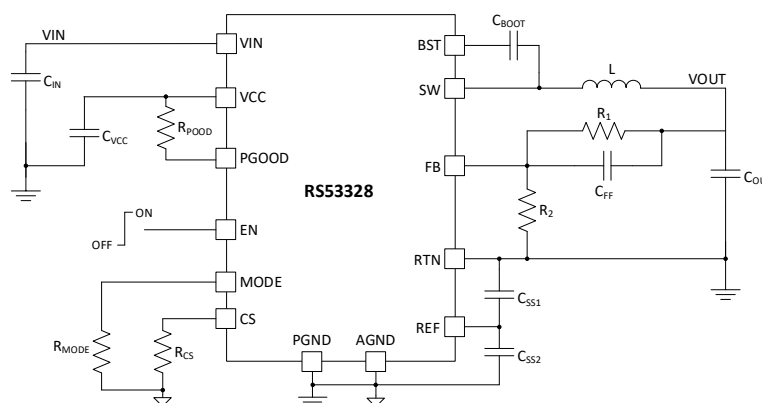 VIN
VIN
CIN
VCC
CVCC
RPOOD
PGOOD
RS53328
OFF
ON
EN
MODE
CS
RMODE
RCS
PGND
AGND
BST
CBOOT
SW
L
VOUT
R1
FB
CFF
R2
COU
RTN
CSS1
REF
CSS2